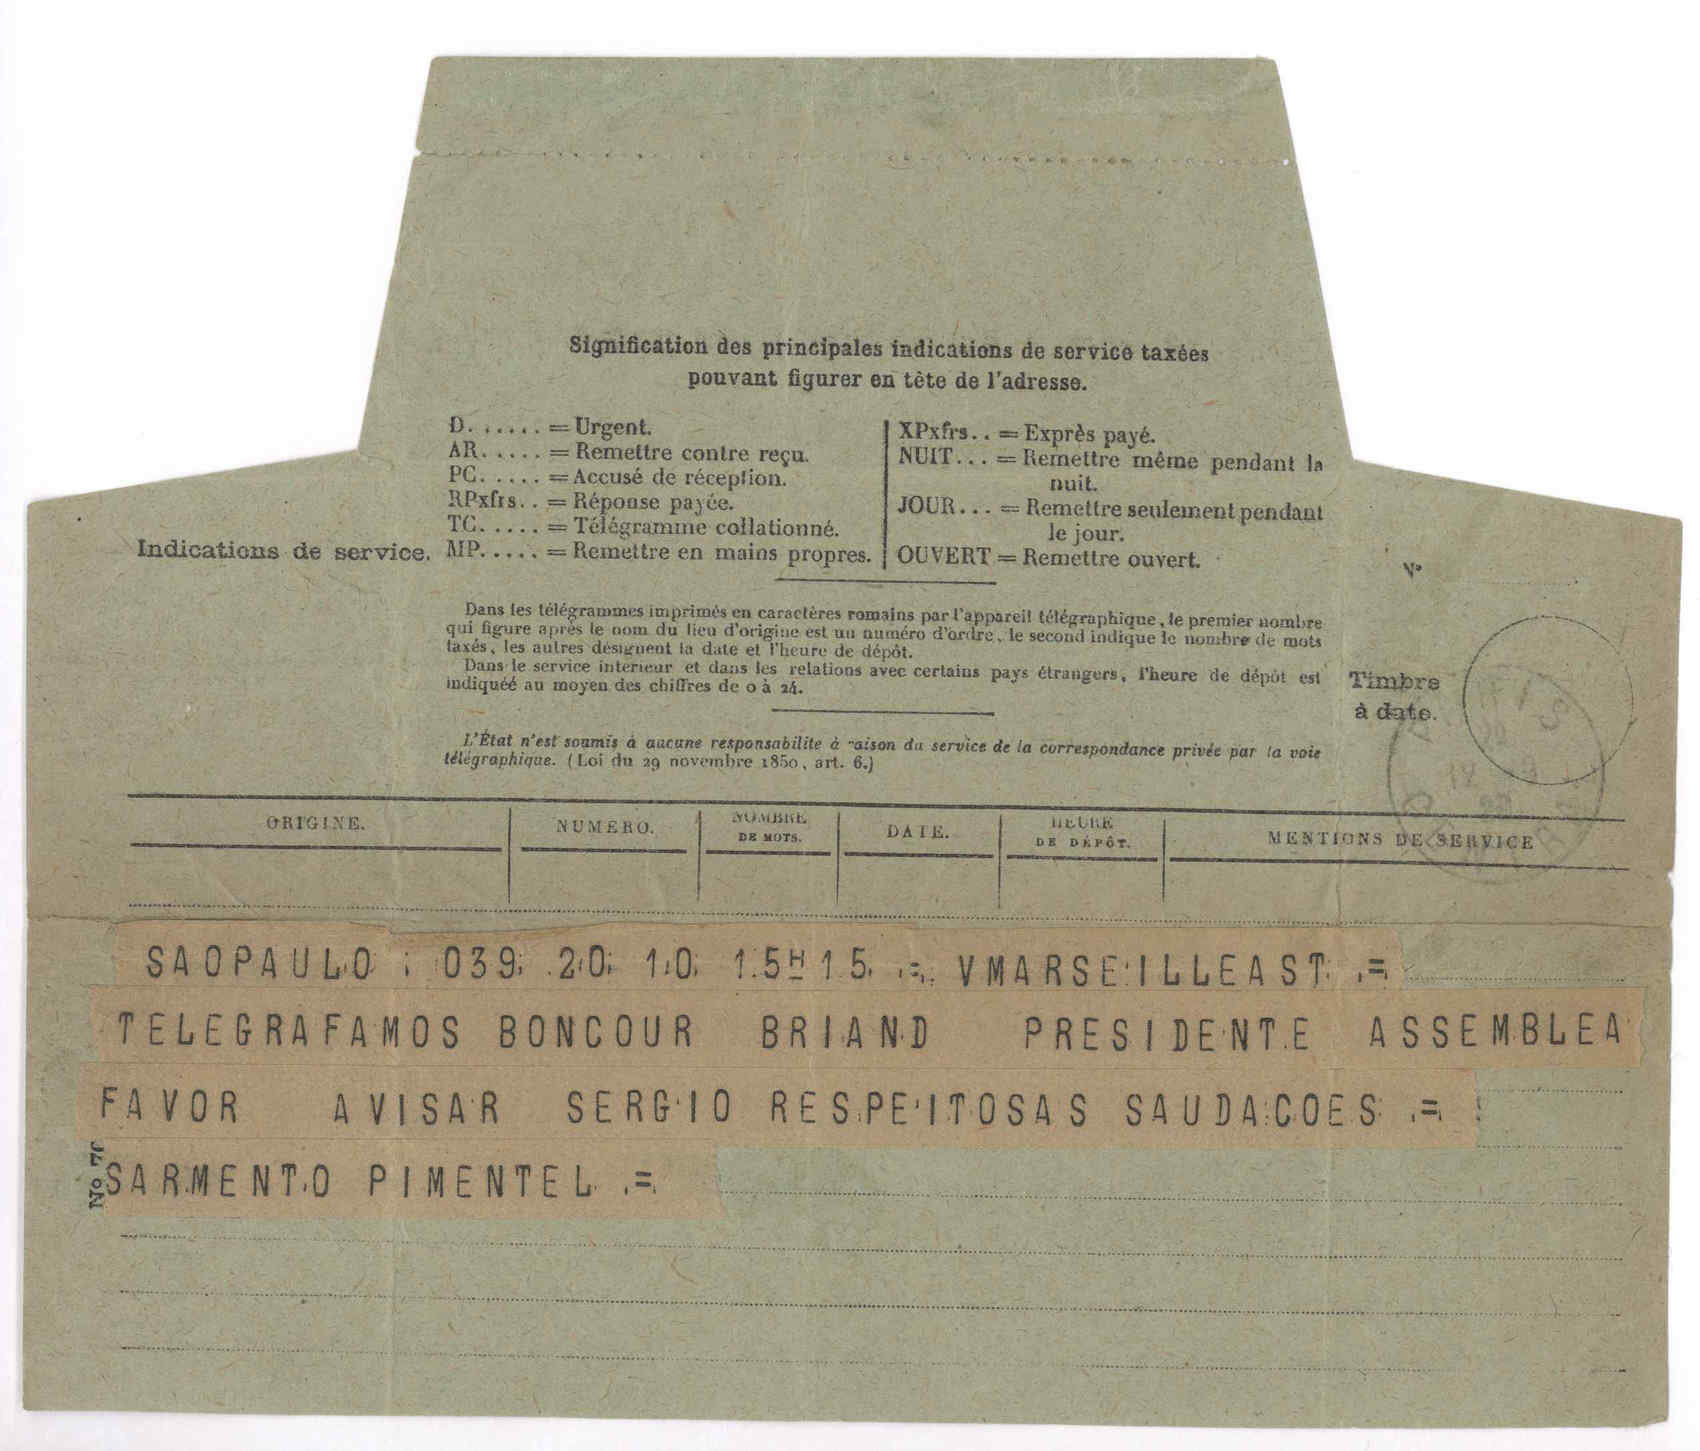 Signification des principales indications de service taxées
pouvant figurer en tête de l'adresse.
Indications de service.
D. . . . . . = Urgent.
AR. . . . . = Remettre contre reçu.
PC. . . . . = Accusé de réception.
RPxfrs. . = Réponse payée.
TC. . . . . = Télégramme collationné.
MP. . . . . = Remettre en mains propres.
XPxfrs. . = Exprès payé.
NUIT. . . = Remettre même pendant la
nuit.
JOUR. . . = Remettre seulement pendant
le jour.
OUVERT = Remettre ouvert.
Dans les télégrammes imprimés en caractères romains par l'appareil télégraphique, le premier nombre
qui figure après le nom du lieu d'origine est un numéro d'ordre, le second indique le nombre de mots
taxés, les autres désignent la date et l'heure de dépôt.
Dans le service intérieur et dans les relations avec certains pays étrangers, l'heure de dépôt est
indiquéé au moyen des chiffres de 0 à 24.
L'État n'est soumis à aucune responsabilite à raison du service de la correspondance privée par la voie
télégraphique. (Loi du 29 novembre 1850, art. 6.)
Timbre
à date.
ORIGINE.
NUMÉRO.
NOMBRE
DE MOTS.
DATE.
HEURE
DE DÉPÔT.
MENTIONS DE SERVICE
SAOPAULO 039 20 10 15H15 = VMARSEILLEAST =
TELEGRAFAMOS BONCOUR BRIAND PRESIDENTE ASSEMBLEA
FAVOR AVISAR SERGIO RESPEITOSAS SAUDACOES =
SARMENTO PIMENTEL =
No 70